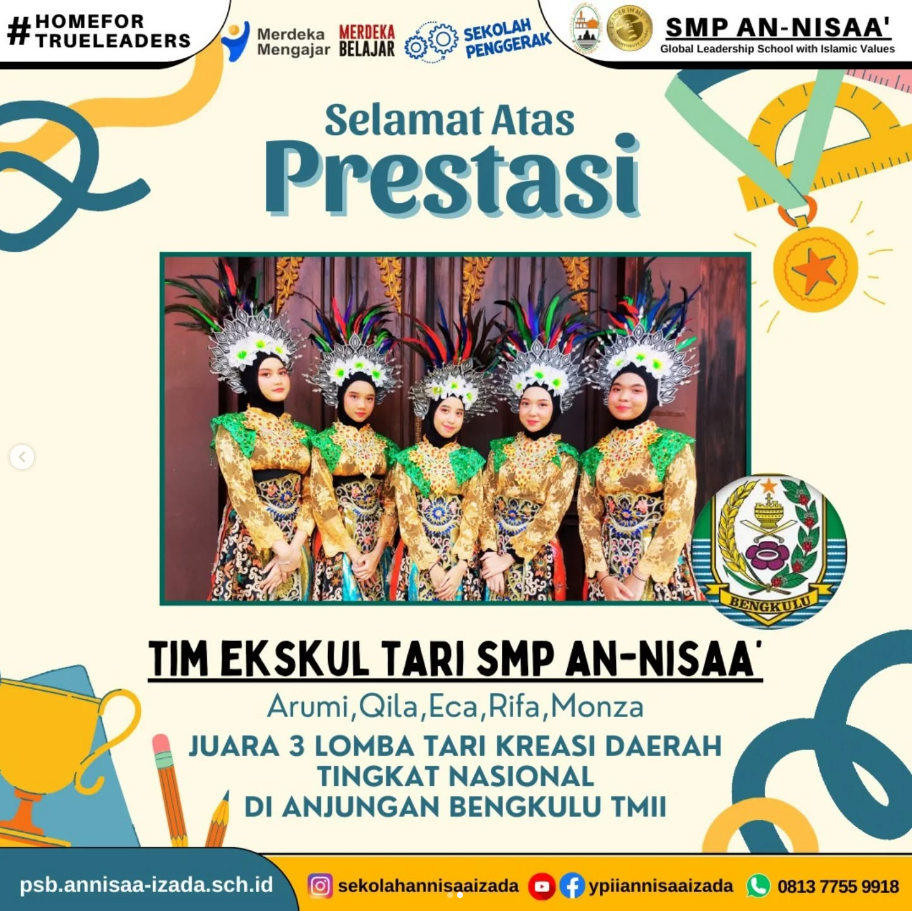 #HOMEFOR
TRUELEADERS
Merdeka
Mengajar
MERDEKA
BELAJAR
SEKOLAH
PENGGERAK
SMP AN-NISAA'
Global Leadership School with Islamic Values
Selamat Atas
Prestasi
BENGKULU
TIM EKSKUL TARI SMP AN-NISAA'
Arumi,Qila,Eca,Rifa,Monza
JUARA 3 LOMBA TARI KREASI DAERAH
TINGKAT NASIONAL
DI ANJUNGAN BENGKULU TMII
psb.annisaa-izada.sch.id
sekolahannisaaizada
ypiiannisaaizada
0813 7755 9918